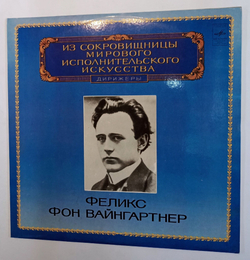 ИЗ СОКРОВИЩНИЦЫ
МИРОВОГО
ИСПОЛНИТЕЛЬСКОГО
ИСКУССТВА
ДИРИЖЕРЫ
ФЕЛИКС
ФОН ВАЙНГАРТНЕР